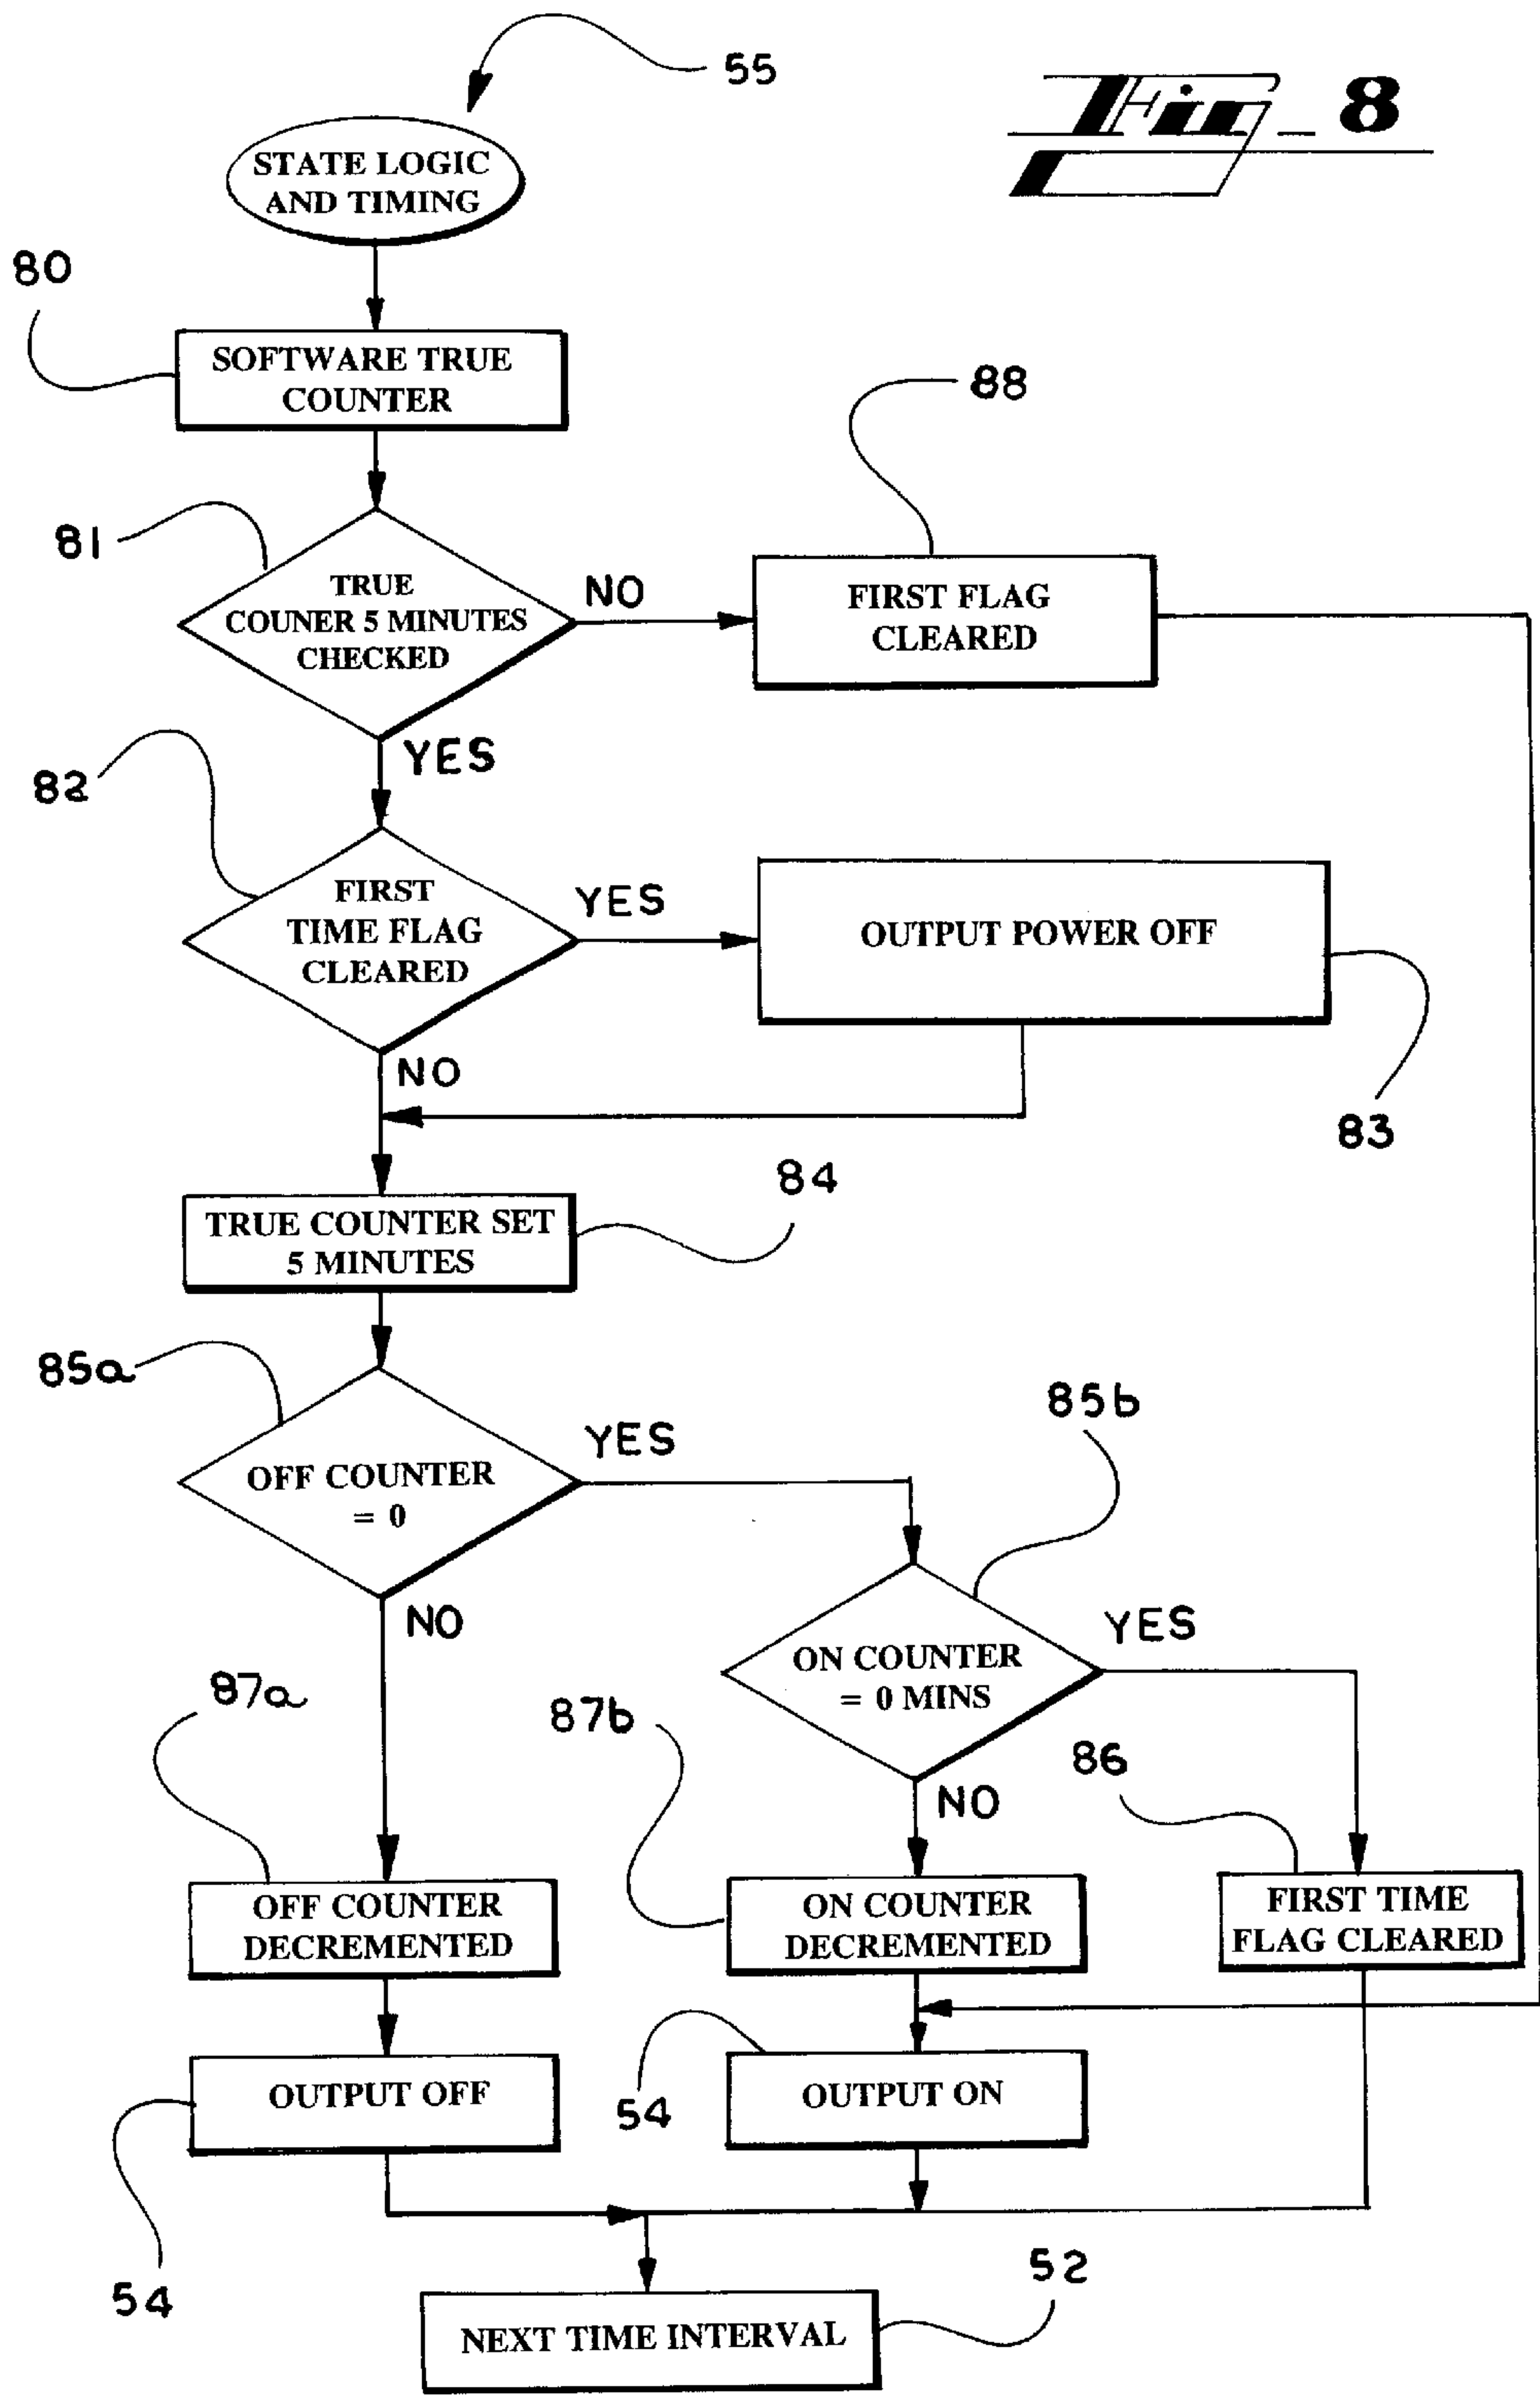 55
Fig_ 8
STATE LOGIC
AND TIMING
80
SOFTWARE TRUE
COUNTER
88
81
TRUE
COUNER 5 MINUTES
CHECKED
NO
FIRST FLAG
CLEARED
YES
82
FIRST
TIME FLAG
CLEARED
YES
OUTPUT POWER OFF
NO
83
84
TRUE COUNTER SET
5 MINUTES
85a
85b
YES
OFF COUNTER
= 0
NO
YES
ON COUNTER
= 0 MINS
87a
87b
86
NO
OFF COUNTER
DECREMENTED
ON COUNTER
DECREMENTED
FIRST TIME
FLAG CLEARED
OUTPUT OFF
54
OUTPUT ON
54
52
NEXT TIME INTERVAL